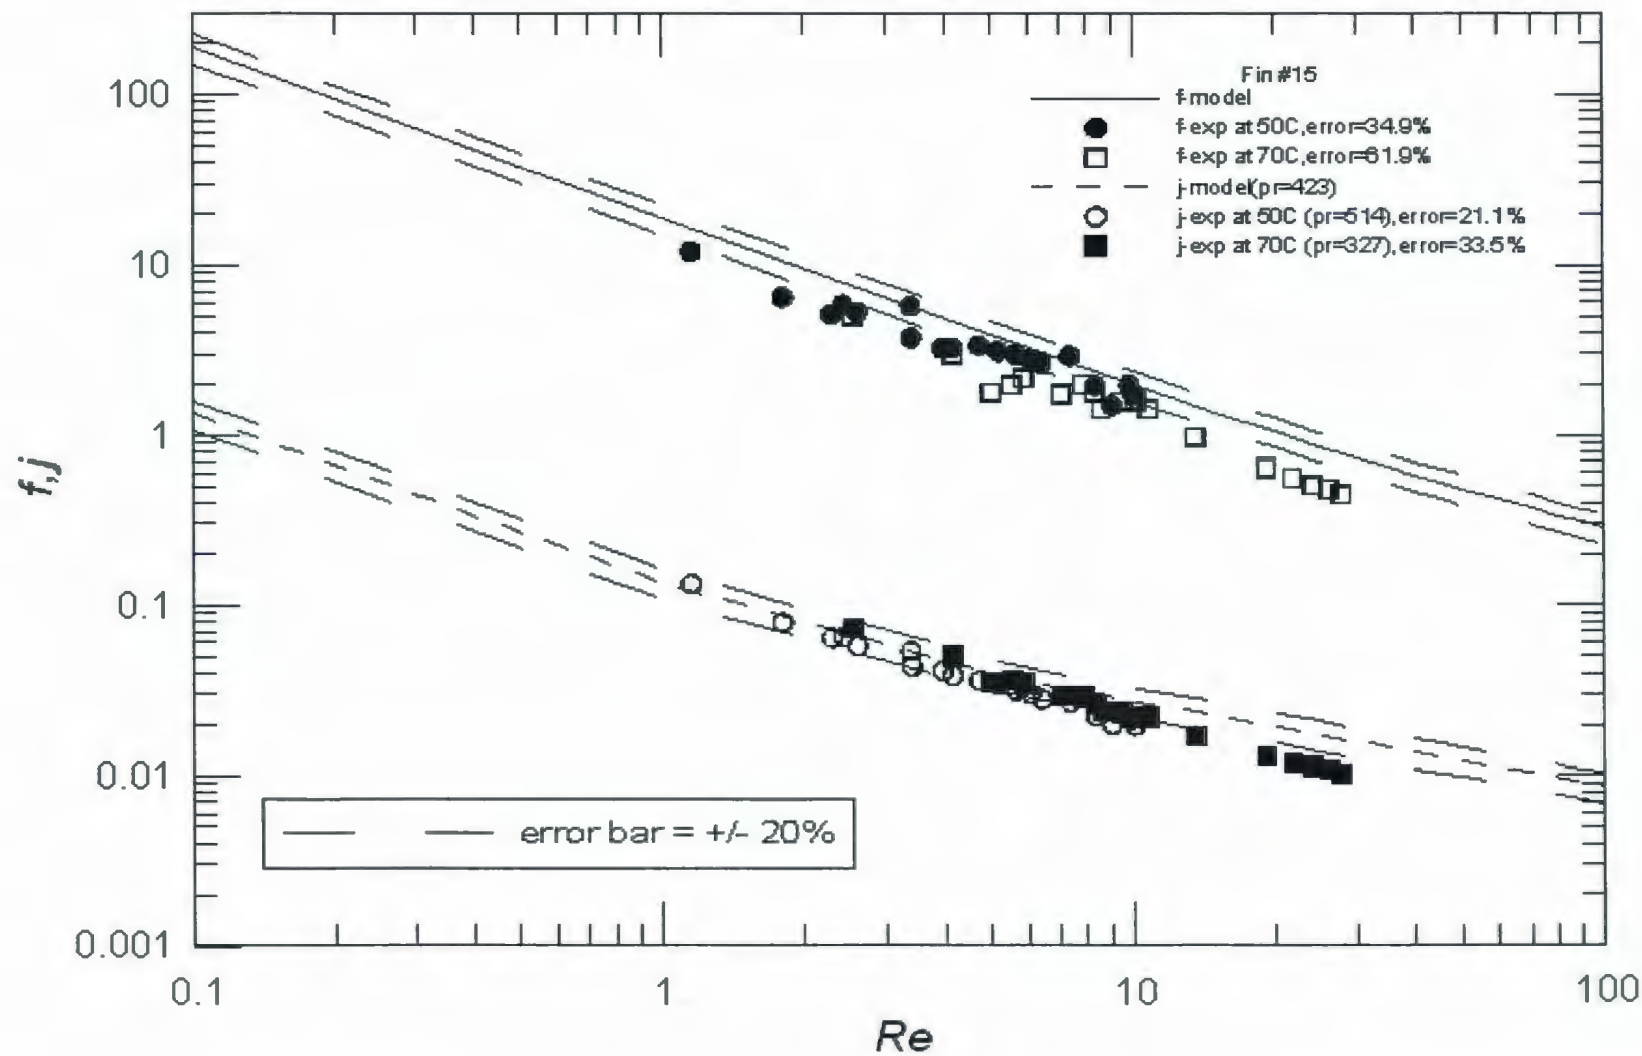 Fin #15
f-model
f-exp at 50C,error=34.9%
f-exp at 70C,error=61.9%
j-model(pr=423)
j-exp at 50C (pr=514),error=21.1%
j-exp at 70C (pr=327),error=33.5%
100
10
1
0.1
0.01
0.001
f,j
error bar = +/- 20%
0.1
1
10
100
Re